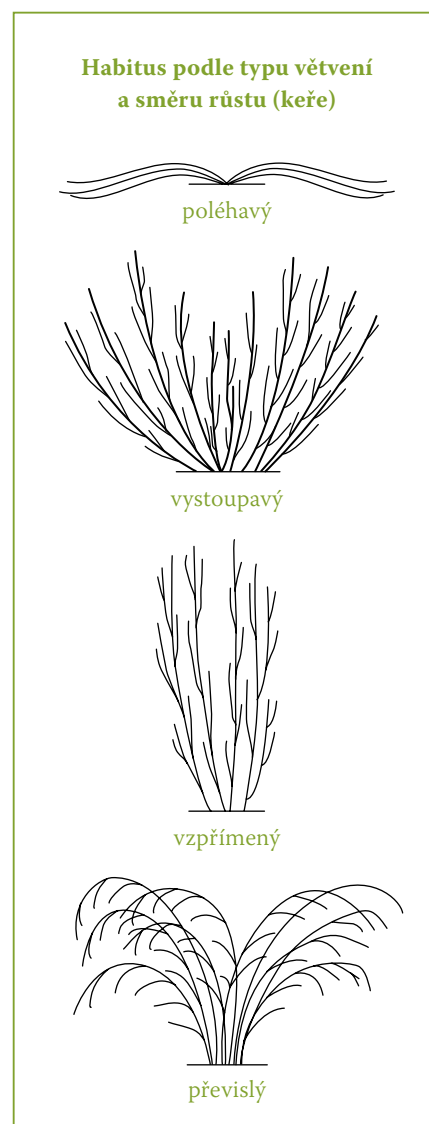 Habitus podle typu větvení
a směru růstu (keře)
poléhavý
vystoupavý
vzpřímený
převislý